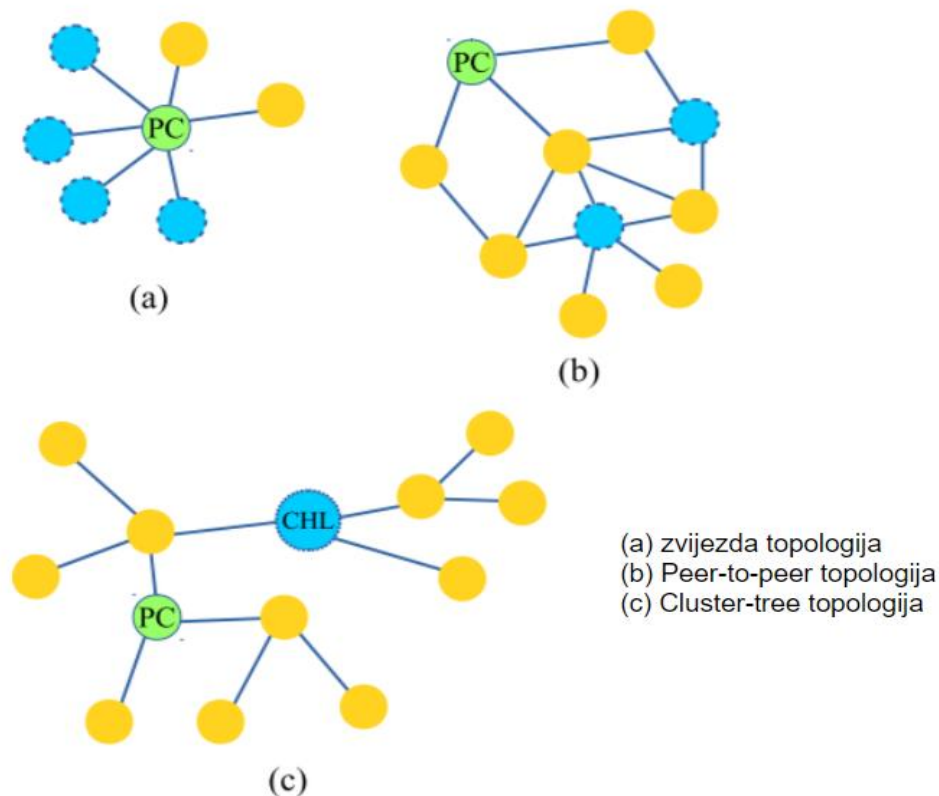 PC
(a)
PC
(b)
CHL
PC
(c)
(a) zvijezda topologija
(b) Peer-to-peer topologija
(c) Cluster-tree topologija